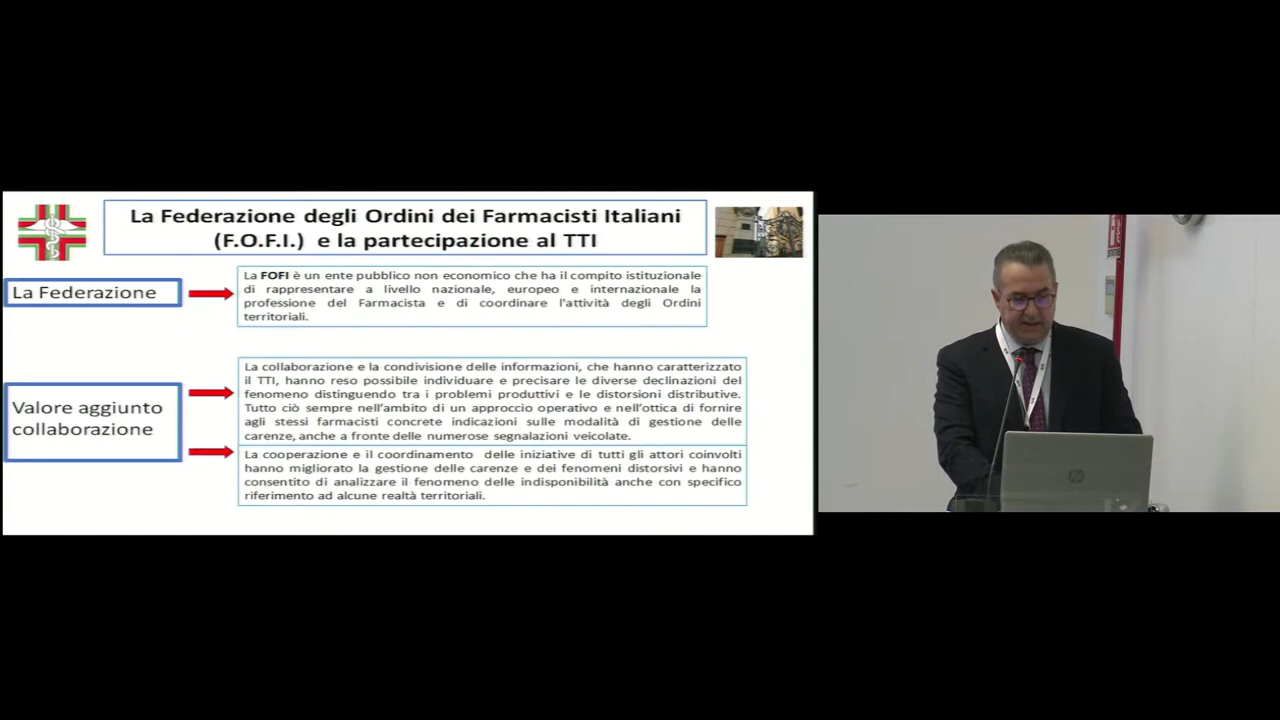 La Federazione degli Ordini dei Farmacisti Italiani
(F.O.F.I.) e la partecipazione al TTI
La Federazione
La FOFI è un ente pubblico non economico che ha il compito istituzionale
di rappresentare a livello nazionale, europeo e internazionale la
professione del Farmacista e di coordinare l'attività degli Ordini
territoriali.
Valore aggiunto
collaborazione
La collaborazione e la condivisione delle informazioni, che hanno caratterizzato
il TTI, hanno reso possibile individuare e precisare le diverse declinazioni del
fenomeno distinguendo tra i problemi produttivi e le distorsioni distributive.
Tutto ciò sempre nell'ambito di un approccio operativo e nell'ottica di fornire
agli stessi farmacisti concrete indicazioni sulle modalità di gestione delle
carenze, anche a fronte delle numerose segnalazioni veicolate.
La cooperazione e il coordinamento delle iniziative di tutti gli attori coinvolti
hanno migliorato la gestione delle carenze e dei fenomeni distorsivi e hanno
consentito di analizzare il fenomeno delle indisponibilità anche con specifico
riferimento ad alcune realtà territoriali.
hp